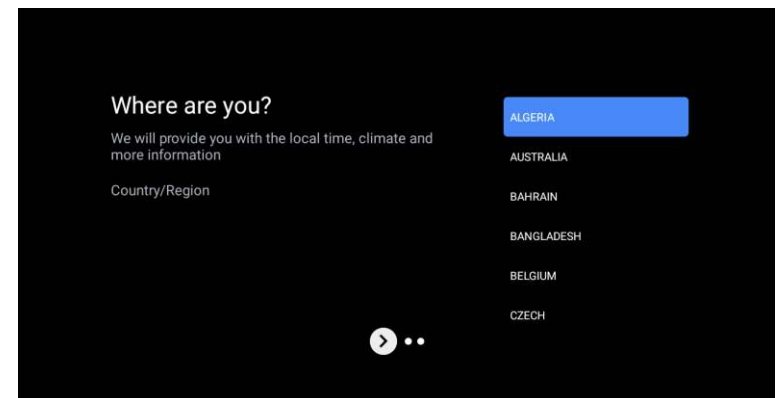 Where are you?
We will provide you with the local time, climate and
more information
Country/Region
ALGERIA
AUSTRALIA
BAHRAIN
BANGLADESH
BELGIUM
CZECH